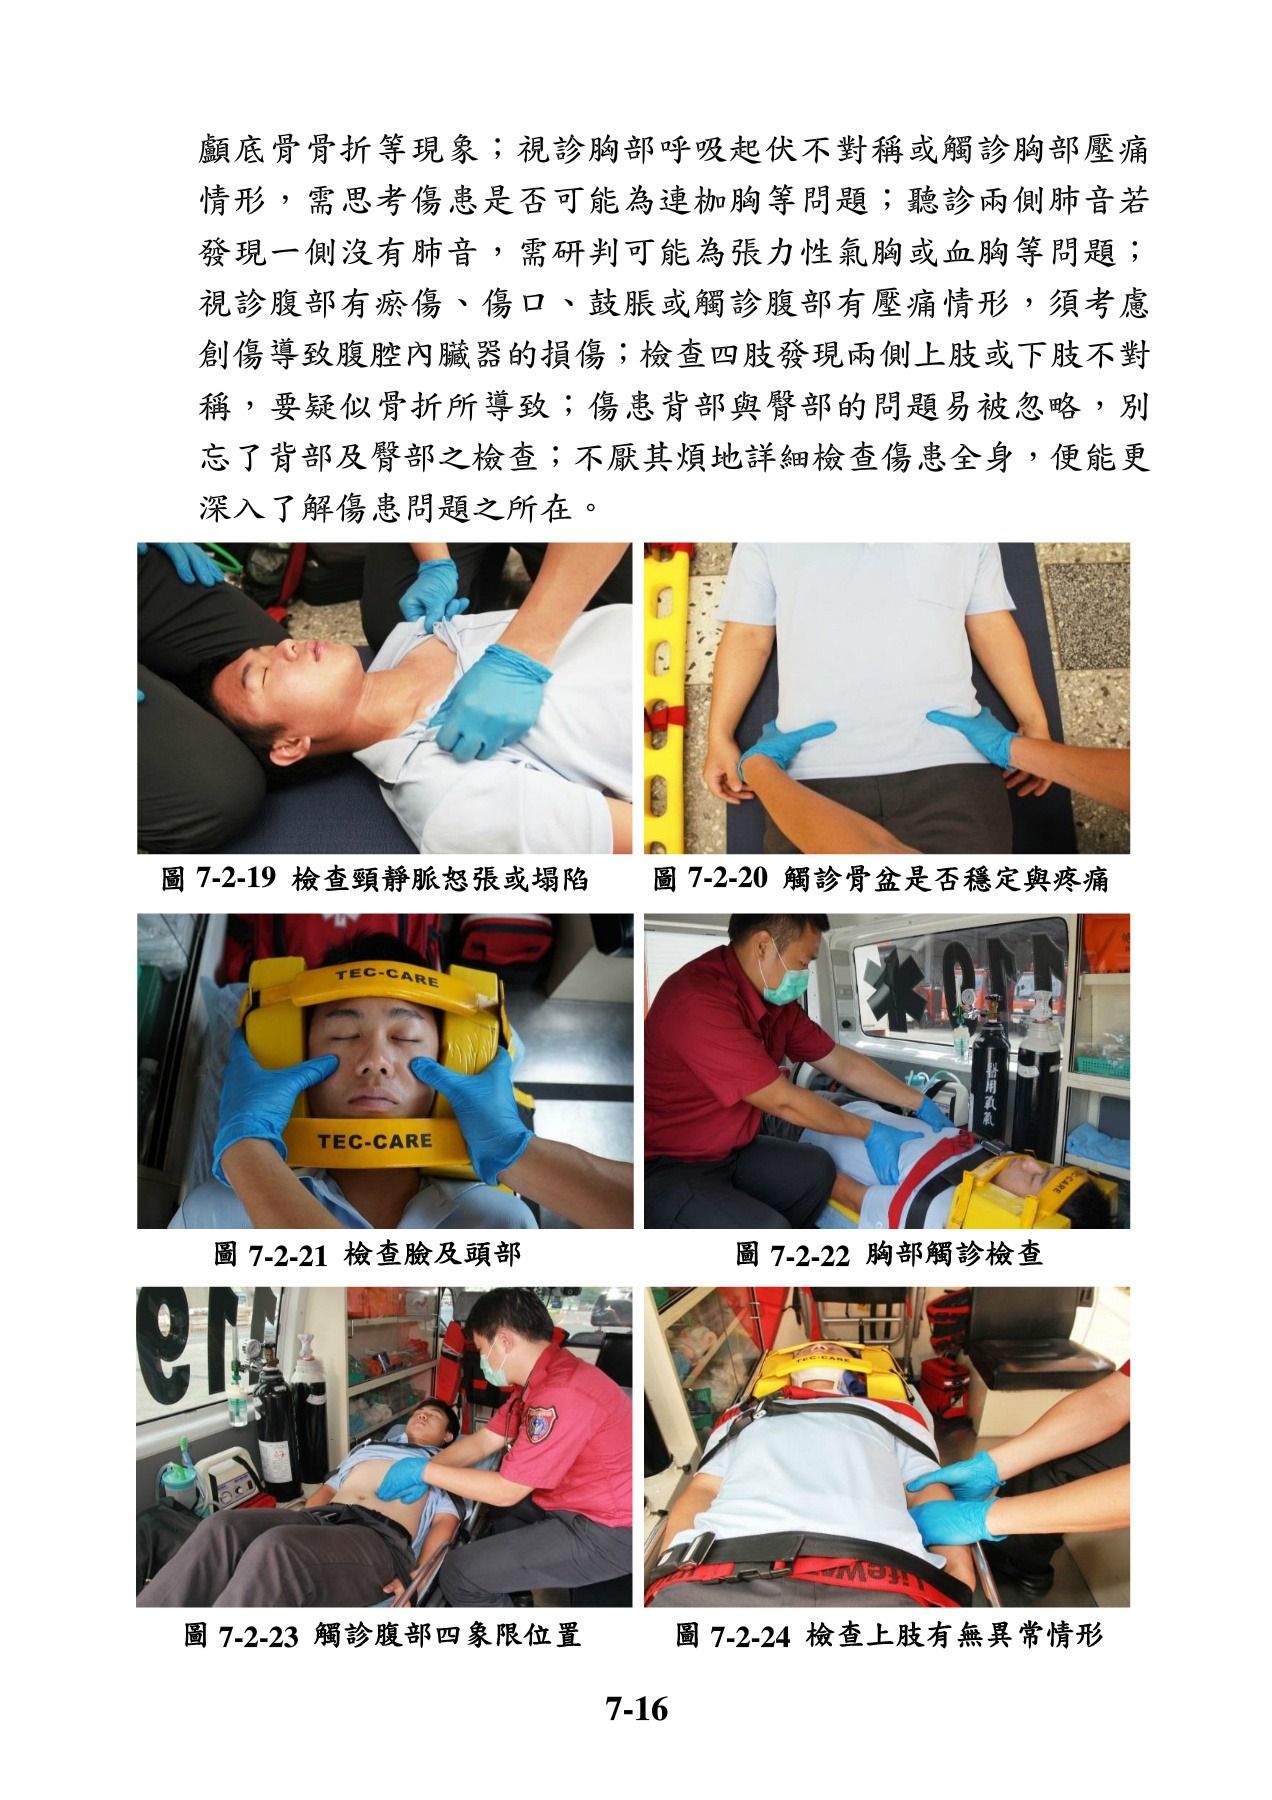 顱底骨骨折等現象；視診胸部呼吸起伏不對稱或觸診胸部壓痛
情形，需思考傷患是否可能為連枷胸等問題；聽診兩側肺音若
發現一側沒有肺音，需研判可能為張力性氣胸或血胸等問題；
視診腹部有瘀傷、傷口、鼓脹或觸診腹部有壓痛情形，須考慮
創傷導致腹腔內臟器的損傷；檢查四肢發現兩側上肢或下肢不對
稱，要疑似骨折所導致；傷患背部與臀部的問題易被忽略，別
忘了背部及臀部之檢查；不厭其煩地詳細檢查傷患全身，便能更
深入了解傷患問題之所在。
圖 7-2-19 檢查頸靜脈怒張或塌陷
圖 7-2-20 觸診骨盆是否穩定與疼痛
TEC-CARE
TEC-CARE
119
醫用氧氣
TEC-CARE
圖 7-2-21 檢查臉及頭部
圖 7-2-22 胸部觸診檢查
119
TEC-CARE
圖 7-2-23 觸診腹部四象限位置
圖 7-2-24 檢查上肢有無異常情形
7-16